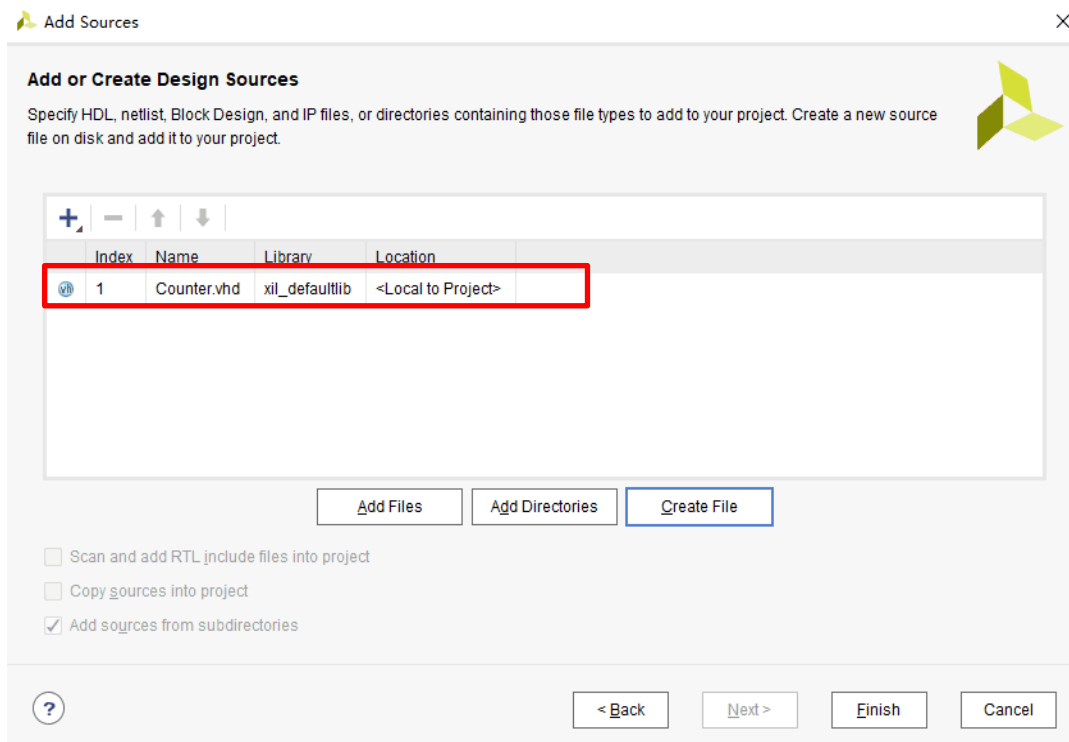 Add Sources
Add or Create Design Sources
Specify HDL, netlist, Block Design, and IP files, or directories containing those file types to add to your project. Create a new source
file on disk and add it to your project.
Index Name Library Location
vh 1 Counter.vhd xil_defaultlib <Local to Project>
Add Files Add Directories Create File
Scan and add RTL include files into project
Copy sources into project
Add sources from subdirectories
? < Back Next > Finish Cancel